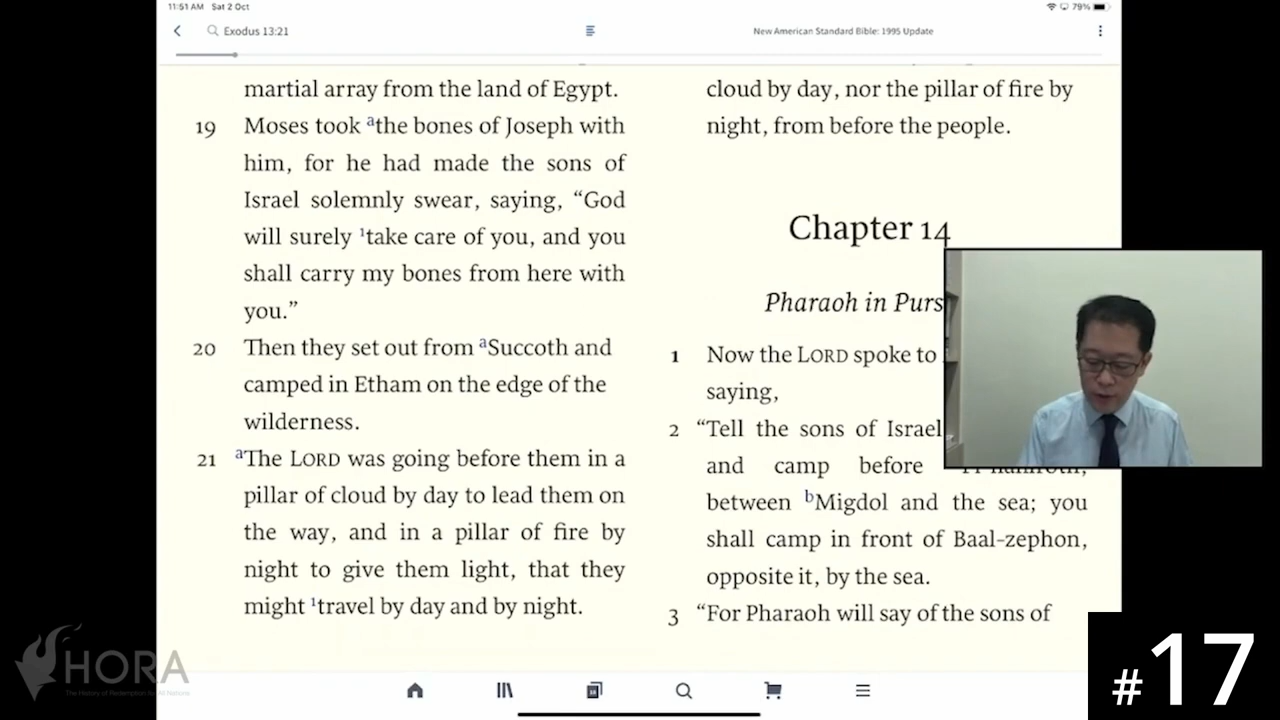 11:51 AM Sat 2 Oct
79%
Exodus 13:21
New American Standard Bible: 1995 Update
martial array from the land of Egypt.
19 Moses took ᵃthe bones of Joseph with
him, for he had made the sons of
Israel solemnly swear, saying, “God
will surely ¹take care of you, and you
shall carry my bones from here with
you.”
20 Then they set out from ᵃSuccoth and
camped in Etham on the edge of the
wilderness.
21 ᵃThe LORD was going before them in a
pillar of cloud by day to lead them on
the way, and in a pillar of fire by
night to give them light, that they
might ¹travel by day and by night.
cloud by day, nor the pillar of fire by
night, from before the people.
Chapter 14
Pharaoh in Purs
1 Now the LORD spoke to
saying,
2 “Tell the sons of Israel
and camp before
between ᵇMigdol and the sea; you
shall camp in front of Baal-zephon,
opposite it, by the sea.
3 “For Pharaoh will say of the sons of
HORA
The History of Redemption for All Nations
#17